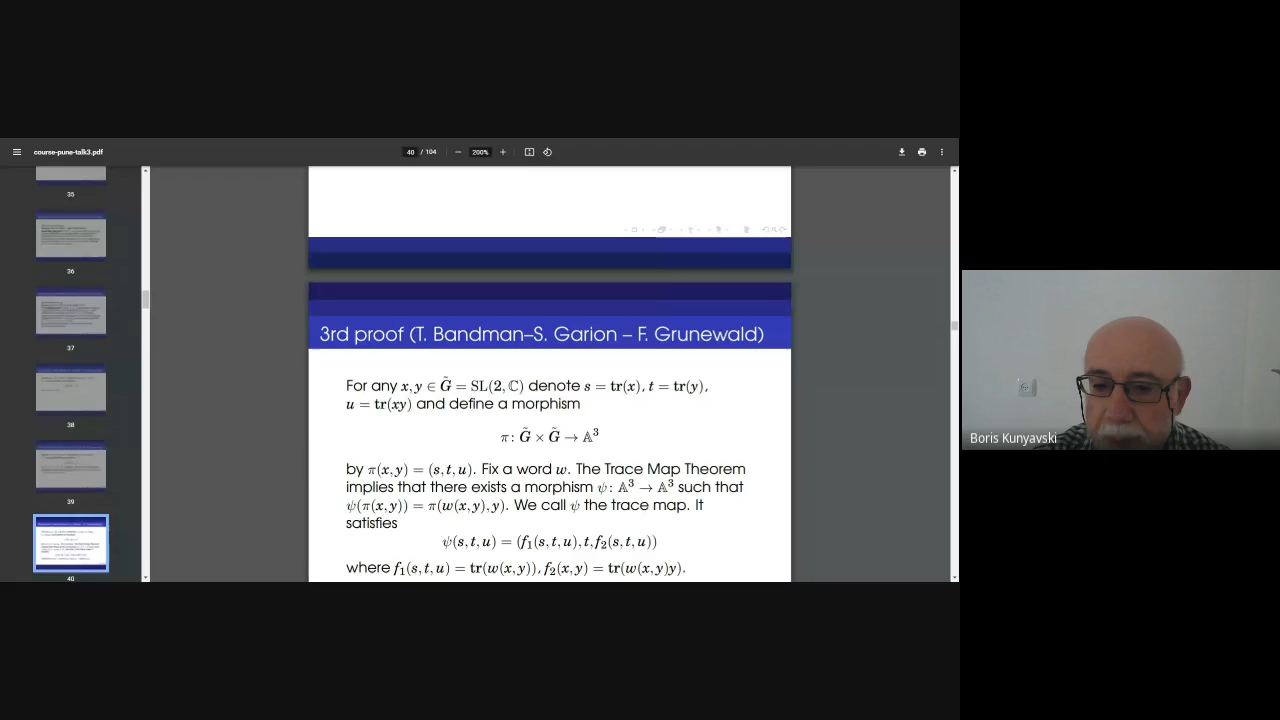 course-pune-talk3.pdf
40 / 104
200%
35
36
37
38
39
40
3rd proof (T. Bandman–S. Garion – F. Grunewald)
For any x, y ∈ G̃ = SL(2, ℂ) denote s = tr(x), t = tr(y),
u = tr(xy) and define a morphism
π: G̃ × G̃ → 𝔸³
by π(x, y) = (s, t, u). Fix a word w. The Trace Map Theorem
implies that there exists a morphism ψ: 𝔸³ → 𝔸³ such that
ψ(π(x, y)) = π(w(x, y), y). We call ψ the trace map. It
satisfies
ψ(s, t, u) = (f₁(s, t, u), t, f₂(s, t, u))
where f₁(s, t, u) = tr(w(x, y)), f₂(x, y) = tr(w(x, y)y).
Boris Kunyavski